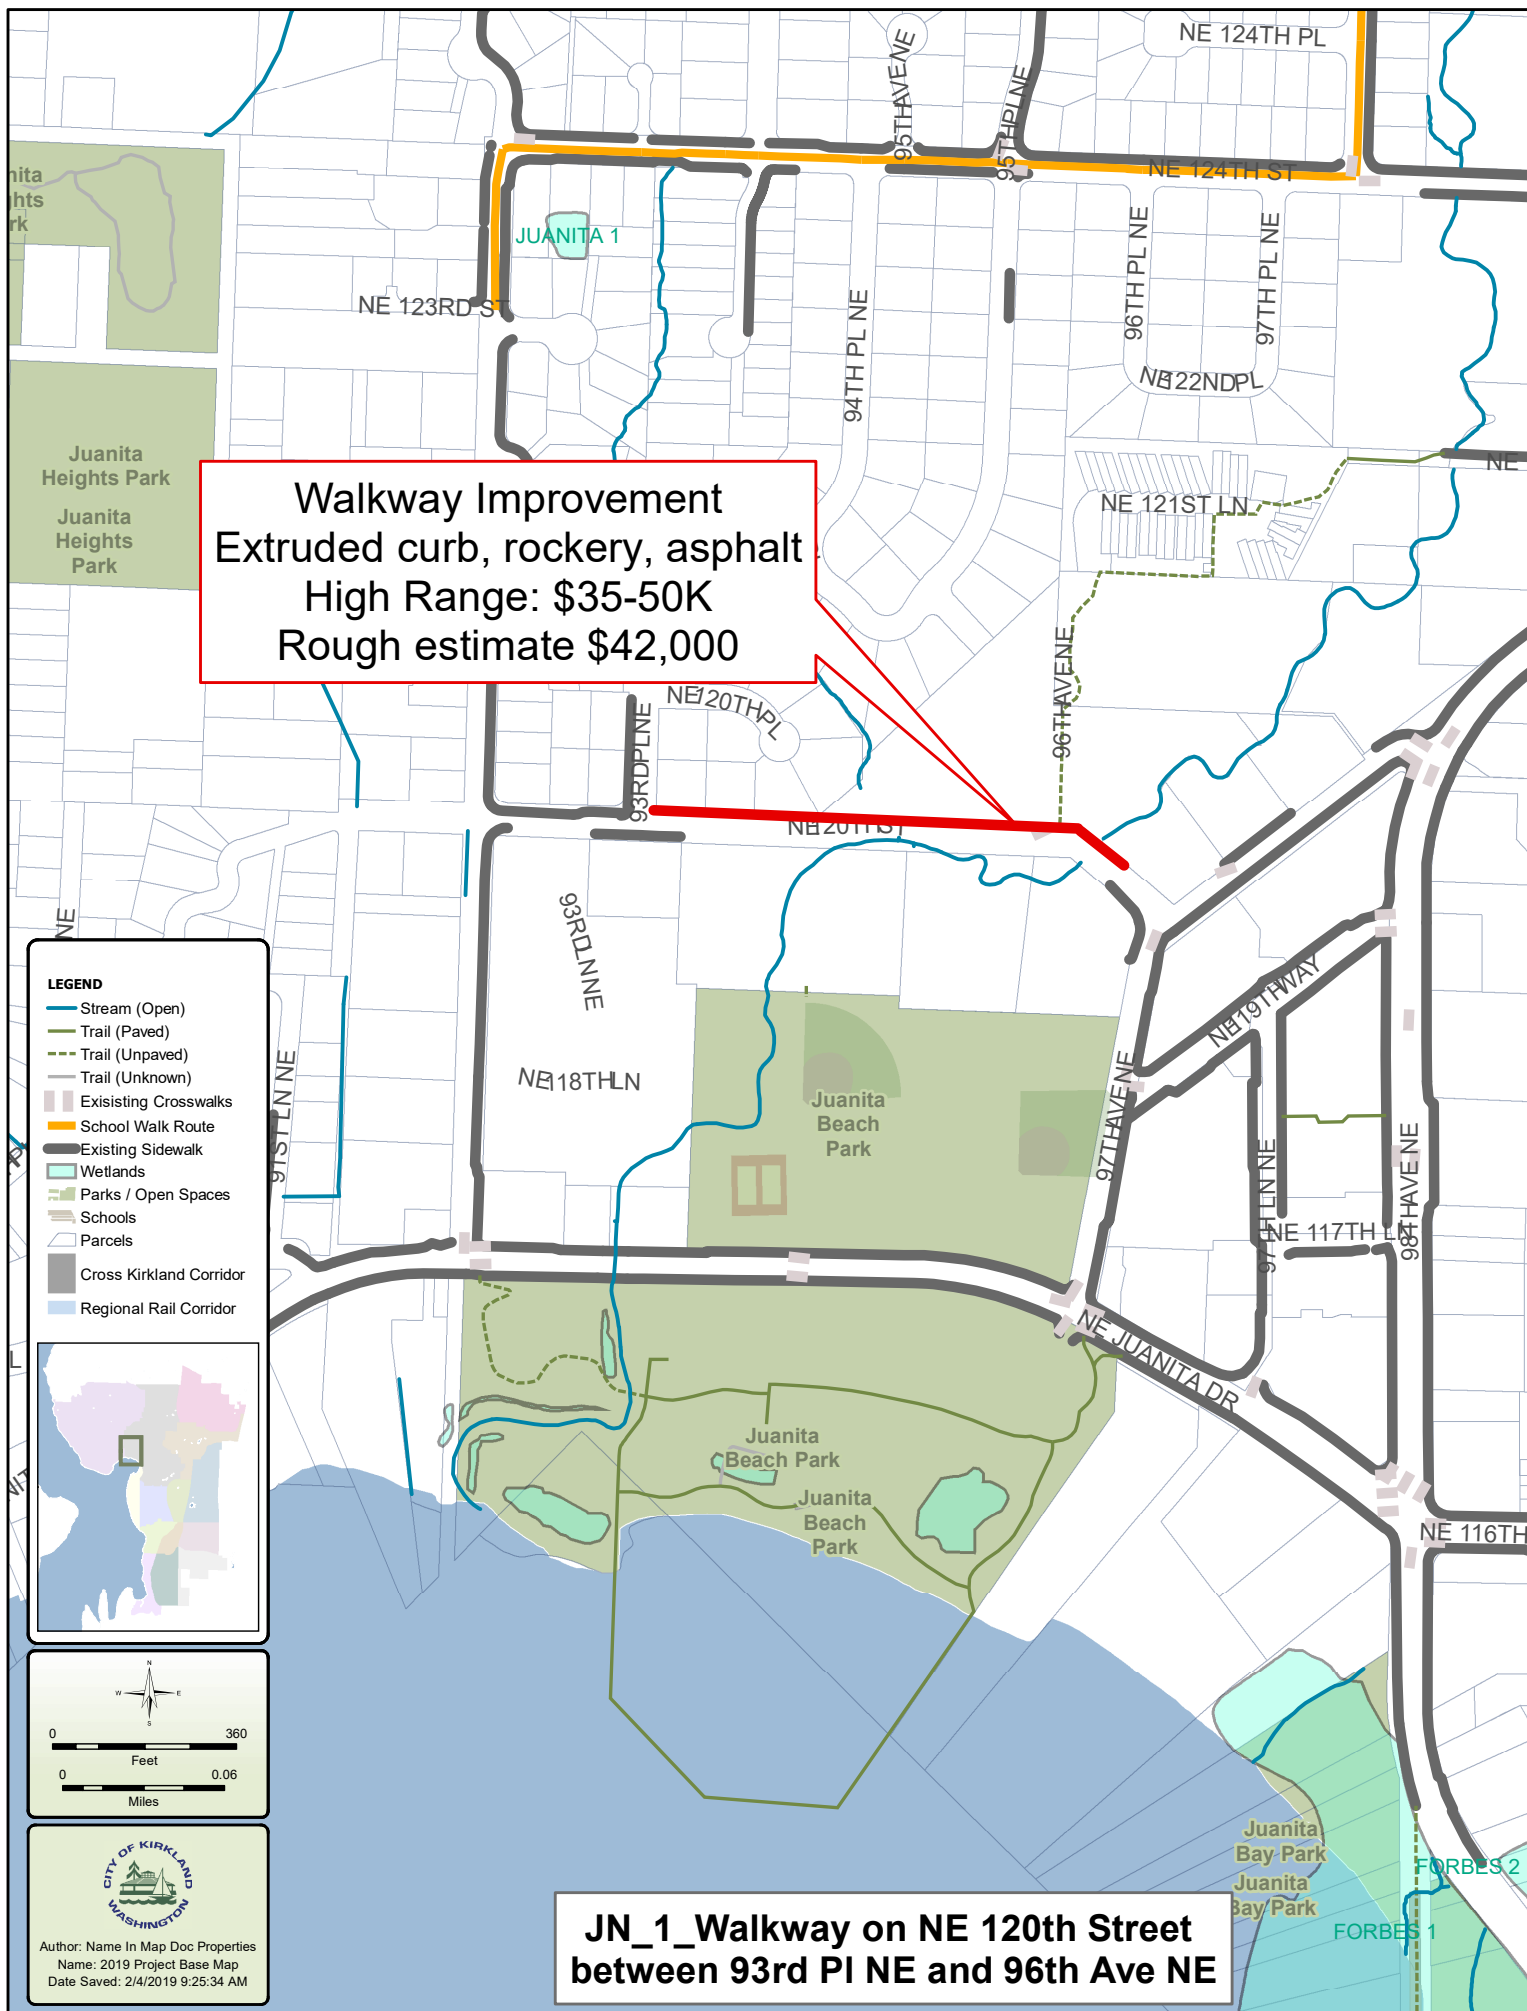 NE 124TH PL
95TH AVE NE
95TH PL NE
NE 124TH ST
nita
ghts
rk
JUANITA 1
NE 123RD ST
96TH PL NE
97TH PL NE
94TH PL NE
NE 122ND PL
Juanita
Heights Park
Juanita
Heights
Park
NE
NE 121ST LN
Walkway Improvement
Extruded curb, rockery, asphalt
High Range: $35-50K
Rough estimate $42,000
96TH AVE NE
NE 120TH PL
93RD PL NE
NE 120TH ST
93RD LN NE
NE
NE 119TH WAY
NE 118TH LN
Juanita
Beach
Park
97TH AVE NE
91ST LN NE
97TH LN NE
98TH AVE NE
NE 117TH LN
NE JUANITA DR
L
Juanita
Beach Park
Juanita
Beach
Park
NE 116TH
LEGEND
Stream (Open)
Trail (Paved)
Trail (Unpaved)
Trail (Unknown)
Exisisting Crosswalks
School Walk Route
Existing Sidewalk
Wetlands
Parks / Open Spaces
Schools
Parcels
Cross Kirkland Corridor
Regional Rail Corridor
N
W E
S
0 360
Feet
0 0.06
Miles
CITY OF KIRKLAND
WASHINGTON
Author: Name In Map Doc Properties
Name: 2019 Project Base Map
Date Saved: 2/4/2019 9:25:34 AM
Juanita
Bay Park
Juanita
Bay Park
FORBES 2
FORBES 1
JN_1_Walkway on NE 120th Street
between 93rd Pl NE and 96th Ave NE